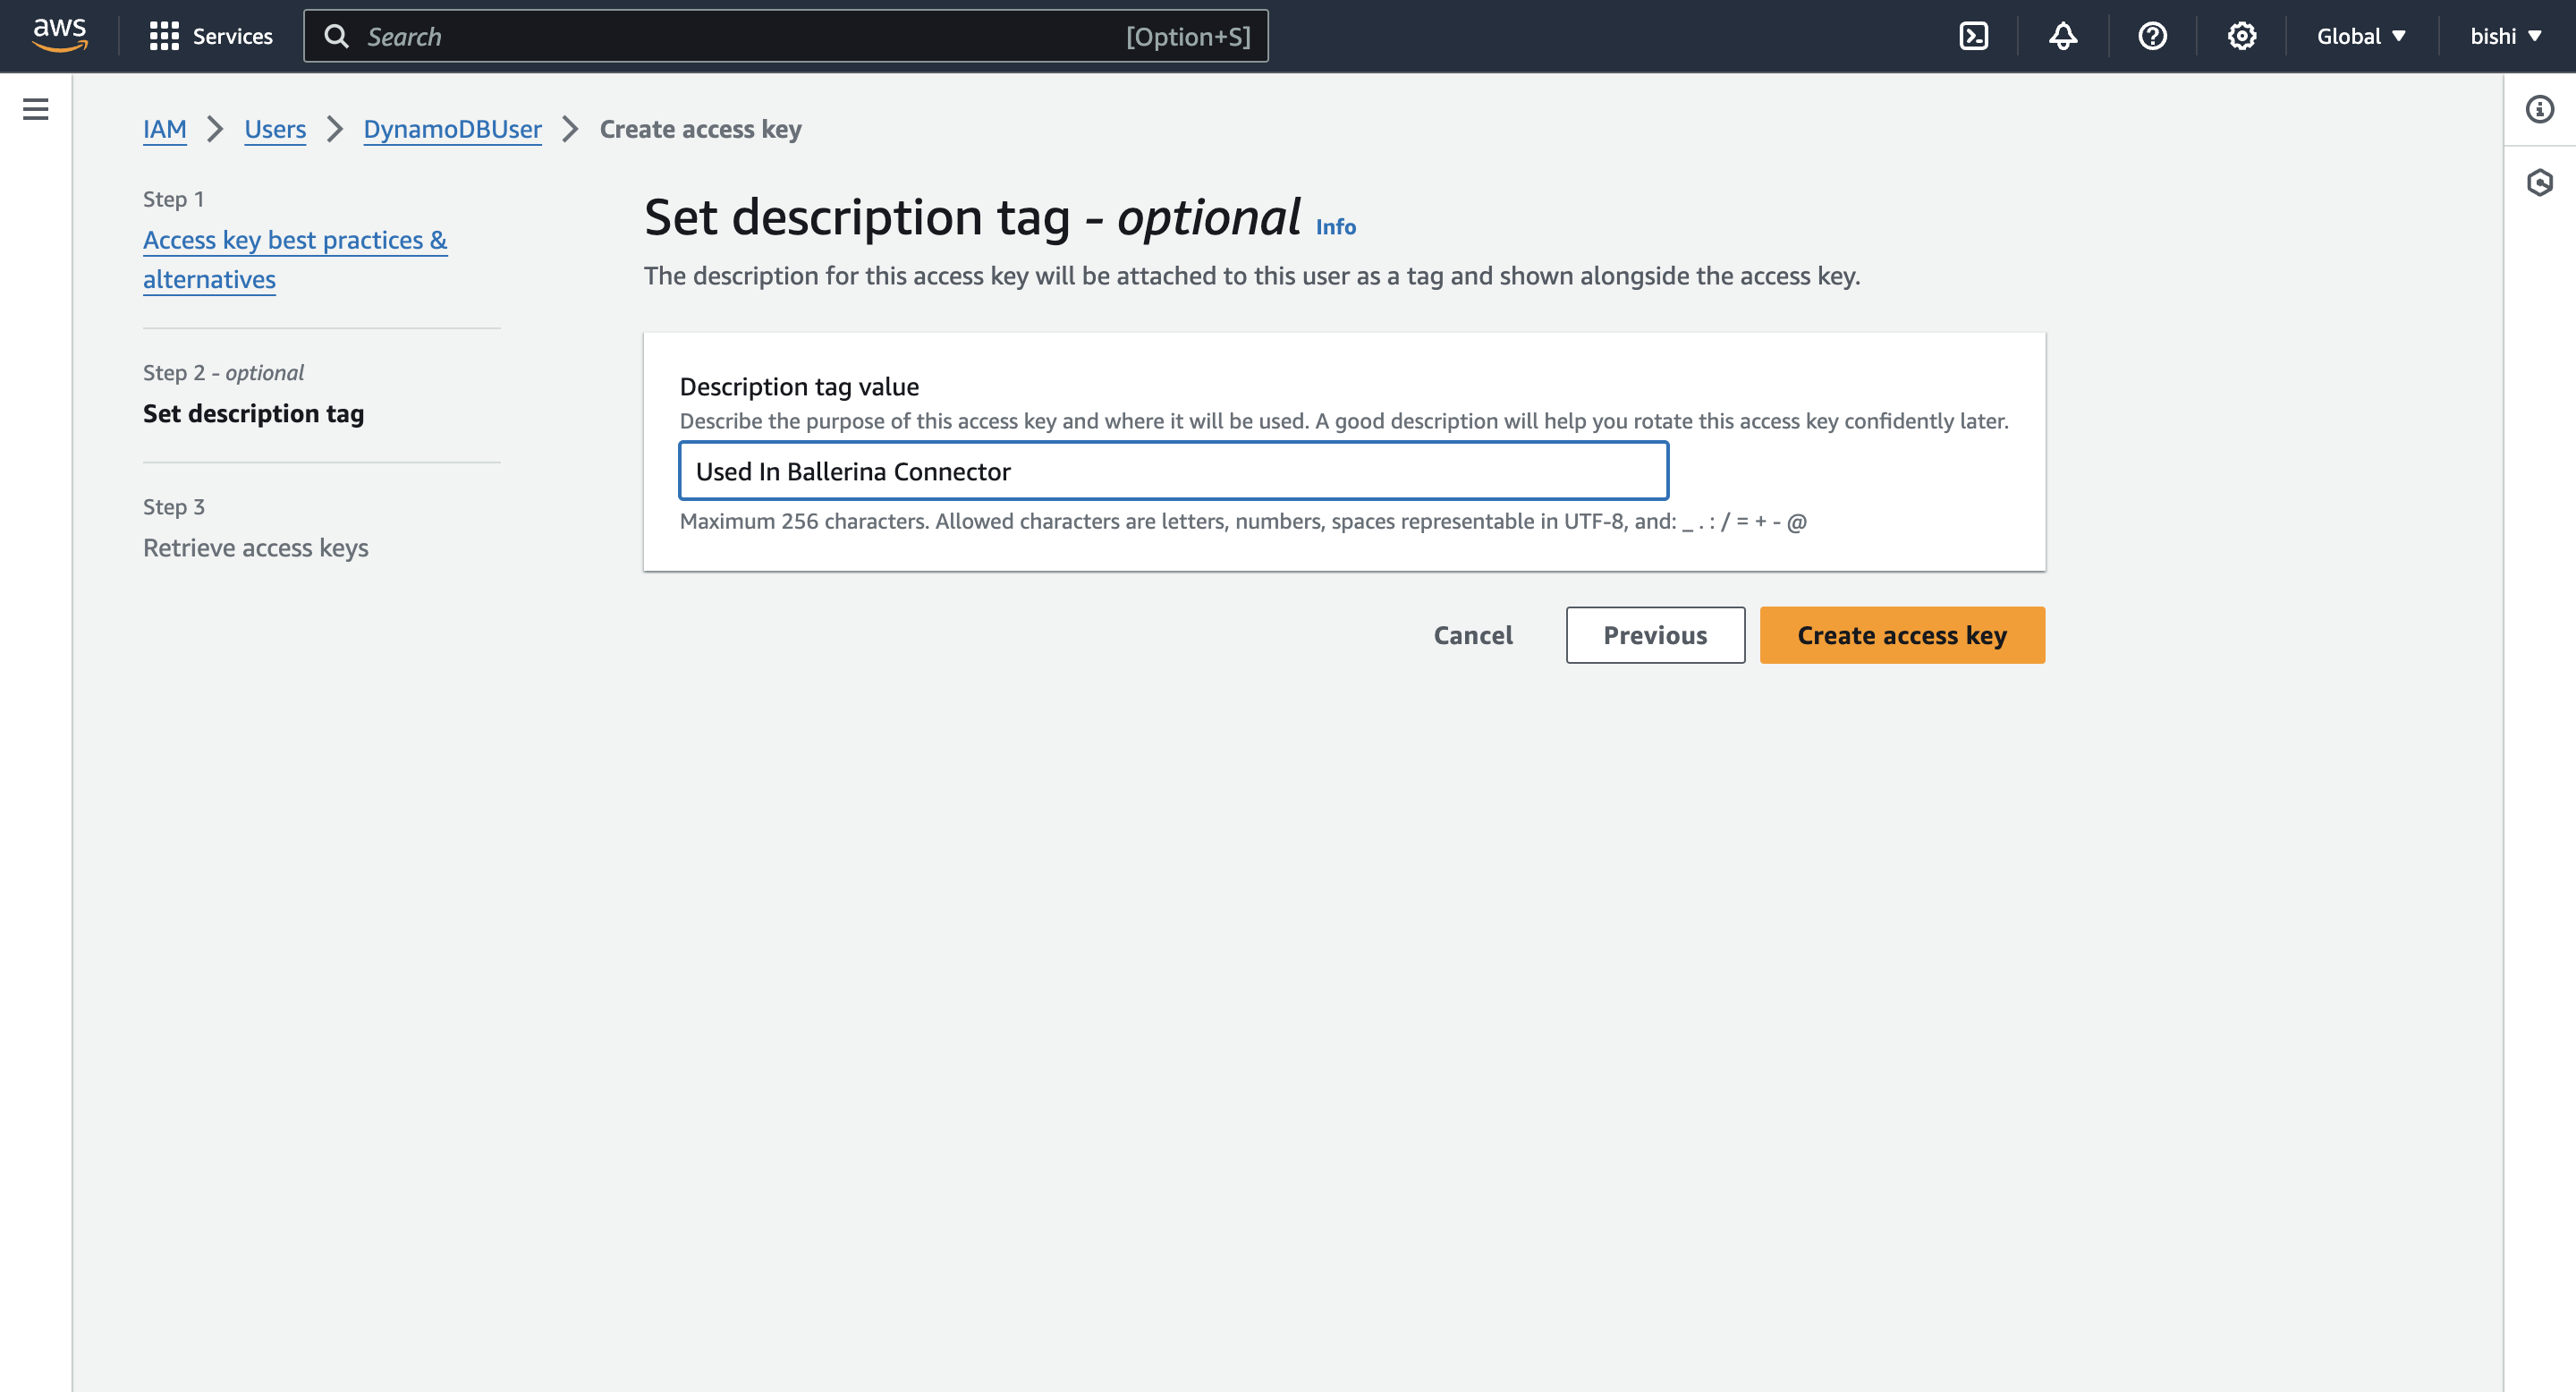 aws Services Search [Option+S] Global bishi
IAM Users DynamoDBUser Create access key
Step 1
Access key best practices &
alternatives
Step 2 - optional
Set description tag
Step 3
Retrieve access keys
Set description tag - optional Info
The description for this access key will be attached to this user as a tag and shown alongside the access key.
Description tag value
Describe the purpose of this access key and where it will be used. A good description will help you rotate this access key confidently later.
Used In Ballerina Connector
Maximum 256 characters. Allowed characters are letters, numbers, spaces representable in UTF-8, and: _ . : / = + - @
Cancel Previous Create access key